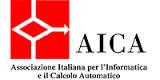 AICA
Associazione Italiana per l'Informatica
e il Calcolo Automatico